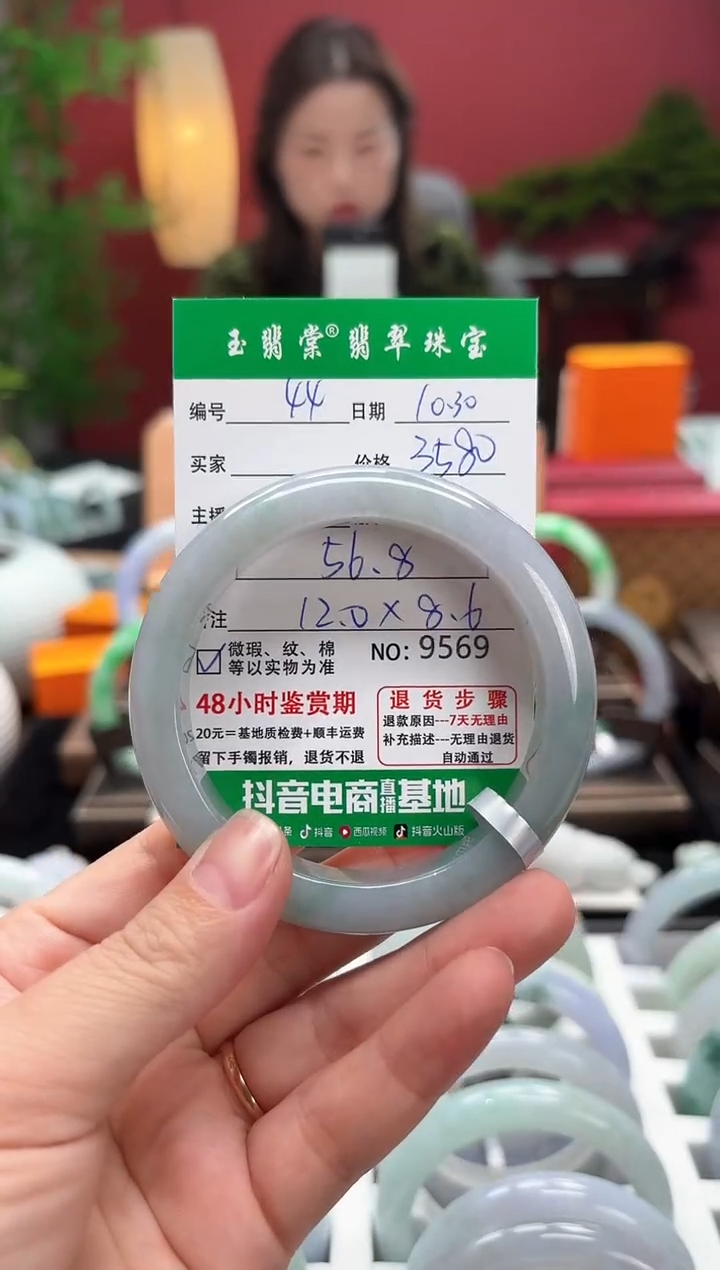 玉翡棠®翡翠珠宝
编号 44 日期 10.30
买家 价格 3580
主播
56.8
注 12.0×8.6
微瑕、纹、棉
等以实物为准
NO: 9569
48小时鉴赏期
20元=基地质检费+顺丰运费
留下手镯报销，退货不退
退货步骤
退款原因---7天无理由
补充描述---无理由退货
自动通过
抖音电商直播基地
抖音 西瓜视频 抖音火山版